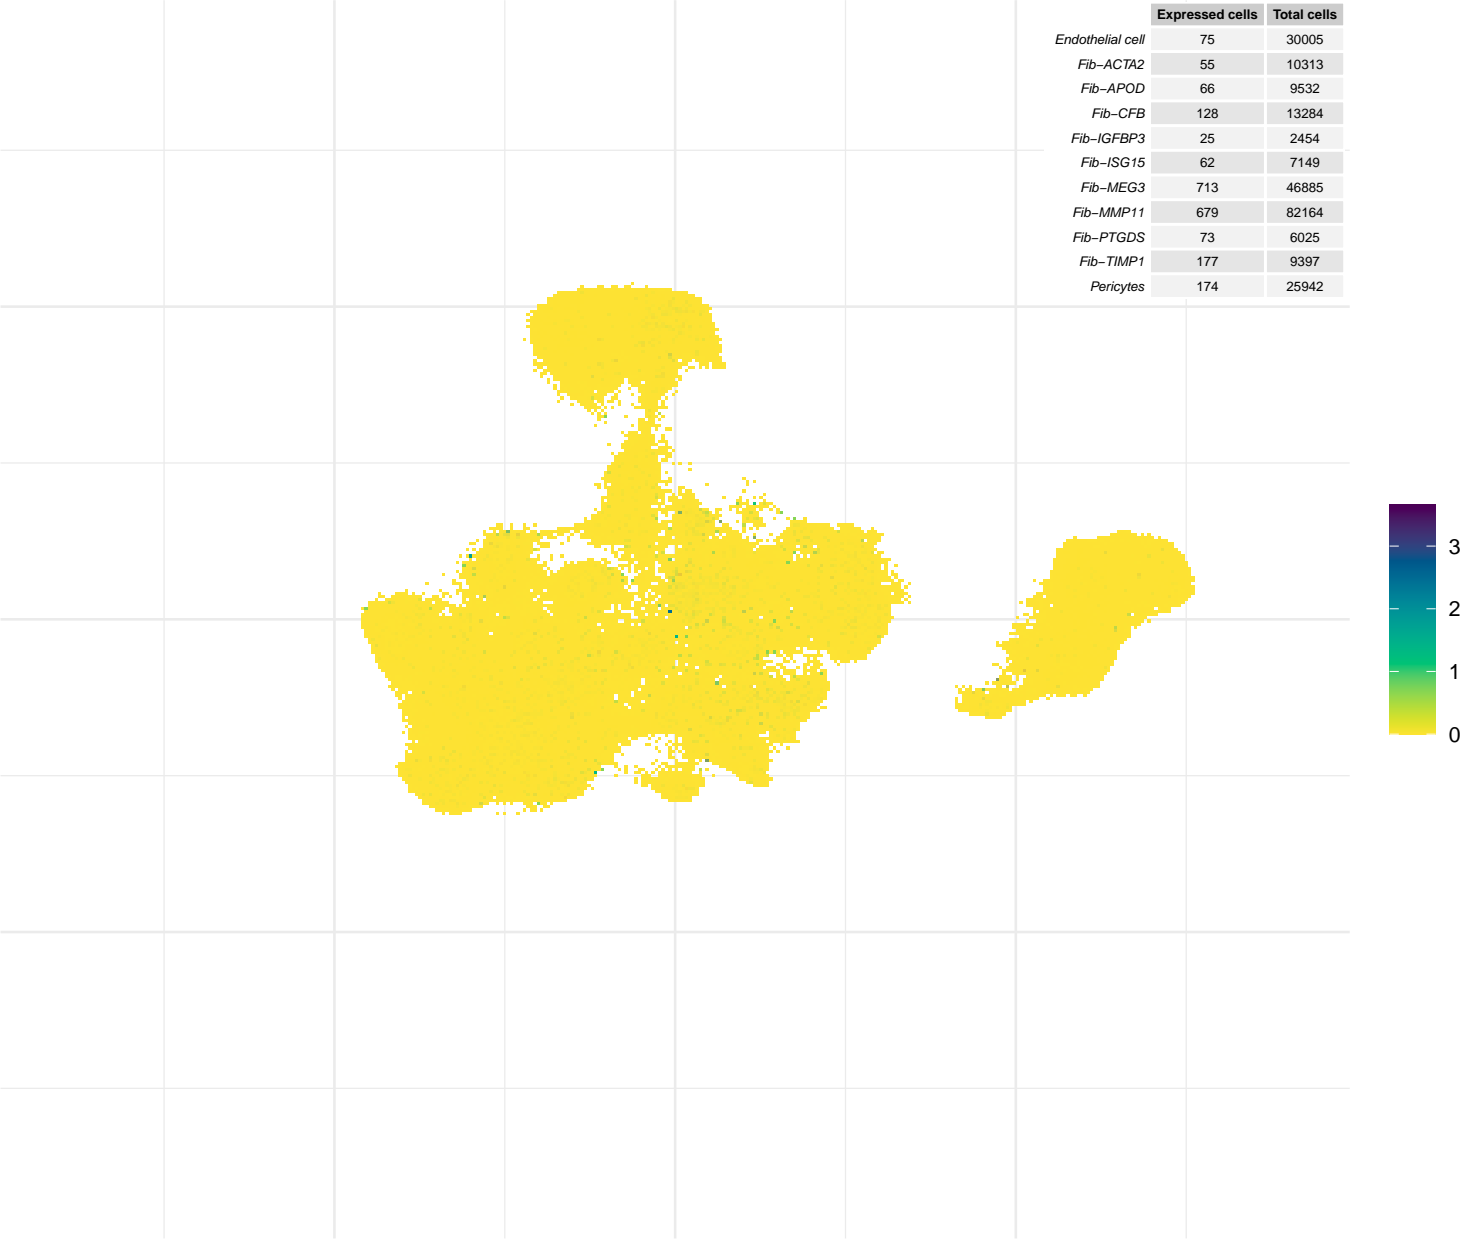 Expressed cells Total cells
Endothelial cell 75 30005
Fib−ACTA2 55 10313
Fib−APOD 66 9532
Fib−CFB 128 13284
Fib−IGFBP3 25 2454
Fib−ISG15 62 7149
Fib−MEG3 713 46885
Fib−MMP11 679 82164
Fib−PTGDS 73 6025
Fib−TIMP1 177 9397
Pericytes 174 25942
3
2
1
0